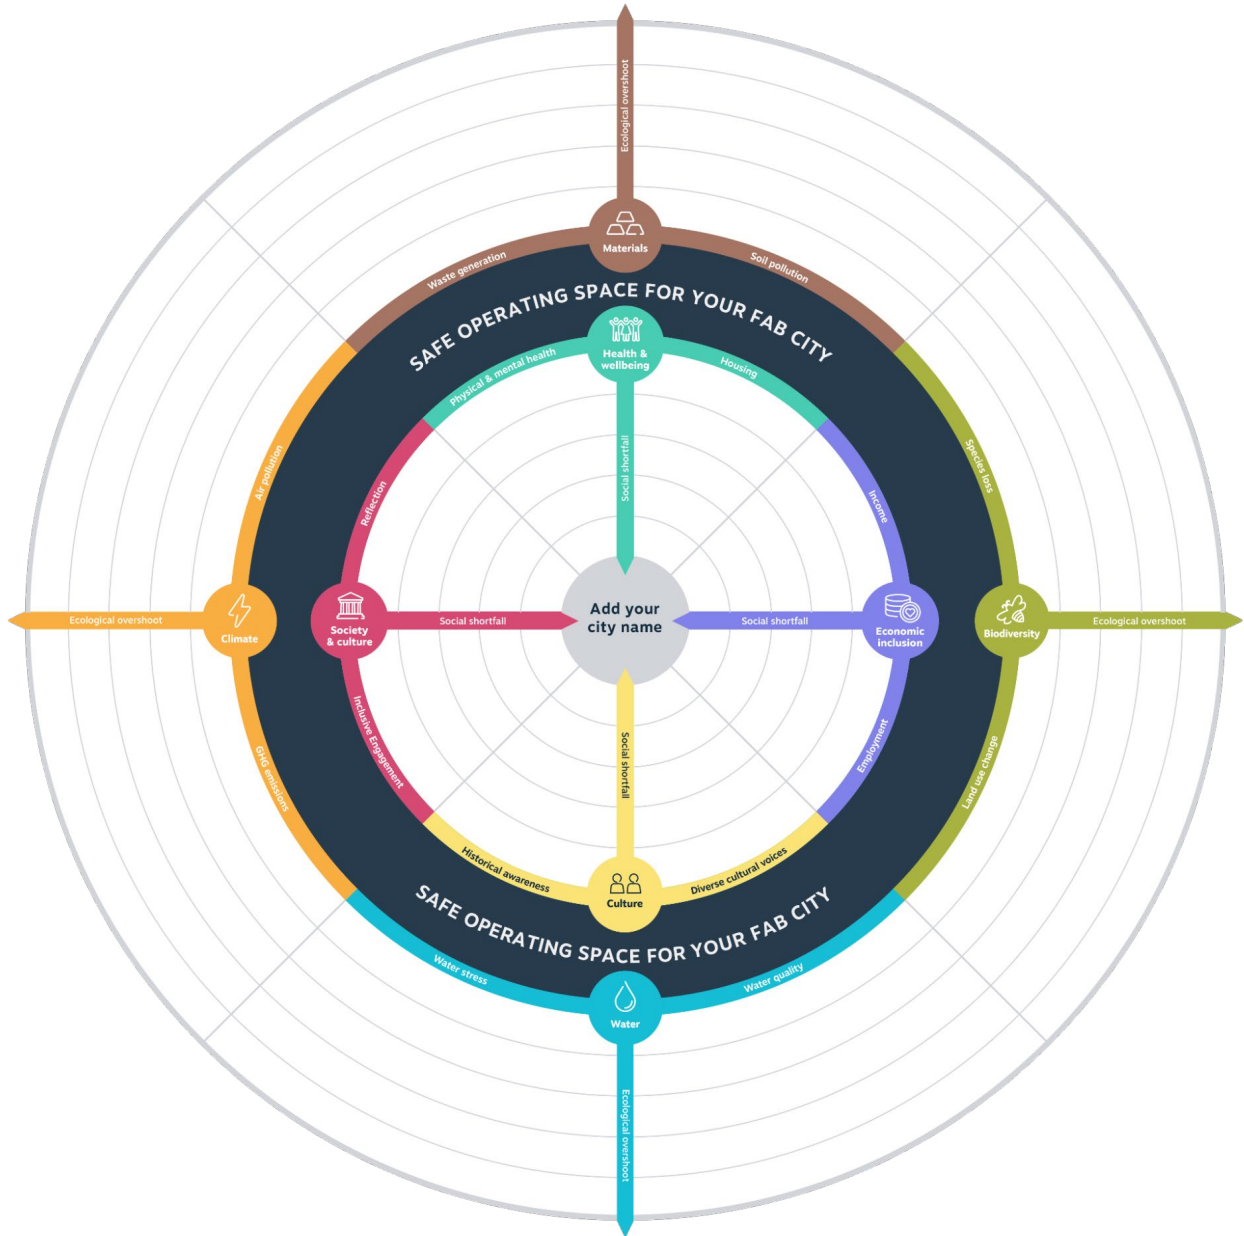 Ecological overshoot
Materials
Waste generation
Soil pollution
SAFE OPERATING SPACE FOR YOUR FAB CITY
Health &
wellbeing
Physical & mental health
Housing
Social shortfall
Air pollution
Reflection
Income
Species loss
Ecological overshoot
Climate
Society
& culture
Social shortfall
Add your
city name
Social shortfall
Economic
inclusion
Biodiversity
Ecological overshoot
GHG emissions
Inclusive Engagement
Social shortfall
Employment
Land use change
Historical awareness
Culture
Diverse cultural voices
SAFE OPERATING SPACE FOR YOUR FAB CITY
Water stress
Water
Water quality
Ecological overshoot